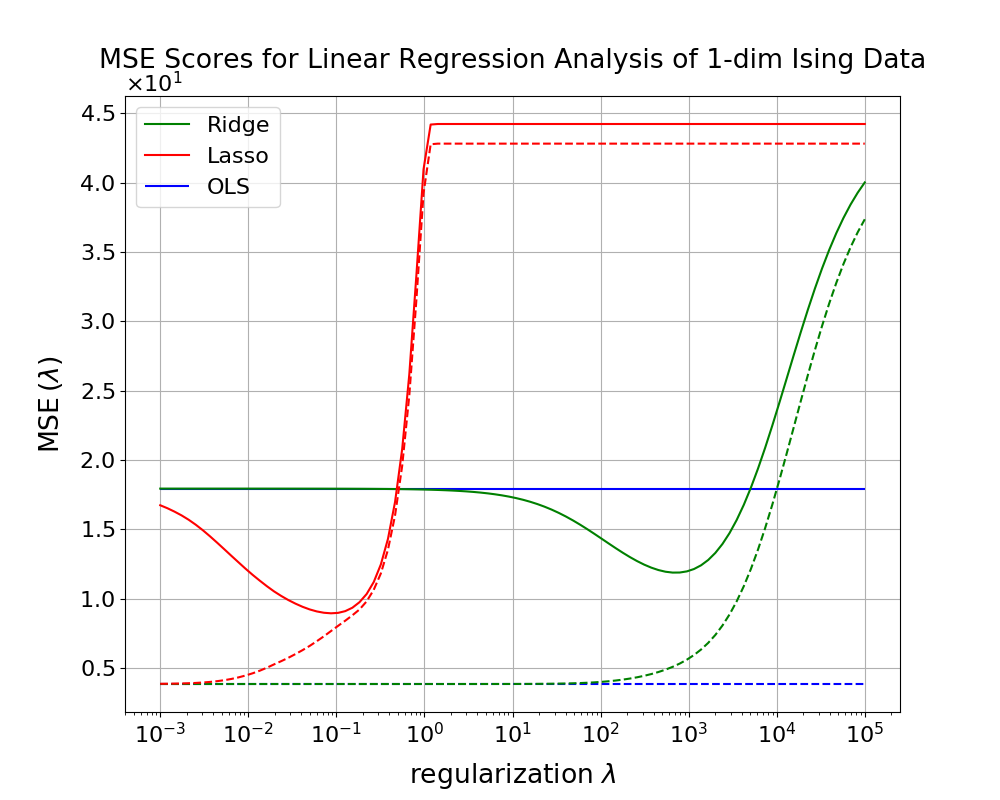 MSE Scores for Linear Regression Analysis of 1-dim Ising Data
×10¹
4.5
4.0
3.5
3.0
2.5
2.0
1.5
1.0
0.5
MSE (λ)
Ridge
Lasso
OLS
10⁻³ 10⁻² 10⁻¹ 10⁰ 10¹ 10² 10³ 10⁴ 10⁵
regularization λ